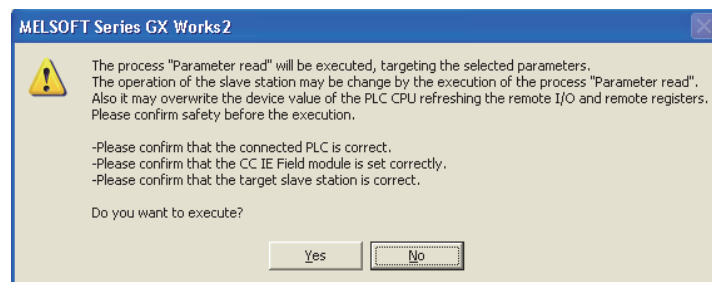 MELSOFT Series GX Works2
The process "Parameter read" will be executed, targeting the selected parameters.
The operation of the slave station may be change by the execution of the process "Parameter read".
Also it may overwrite the device value of the PLC CPU refreshing the remote I/O and remote registers.
Please confirm safety before the execution.
-Please confirm that the connected PLC is correct.
-Please confirm that the CC IE Field module is set correctly.
-Please confirm that the target slave station is correct.
Do you want to execute?
Yes No